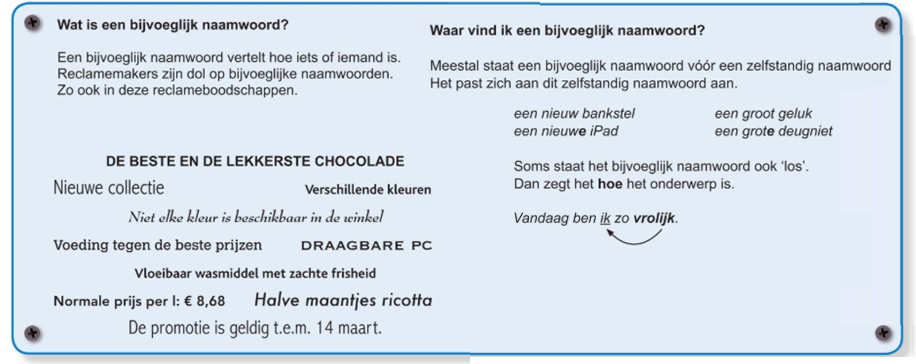 Wat is een bijvoeglijk naamwoord?
Een bijvoeglijk naamwoord vertelt hoe iets of iemand is.
Reclamemakers zijn dol op bijvoeglijke naamwoorden.
Zo ook in deze reclameboodschappen.
DE BESTE EN DE LEKKERSTE CHOCOLADE
Nieuwe collectie
Verschillende kleuren
Niet elke kleur is beschikbaar in de winkel
Voeding tegen de beste prijzen
DRAAGBARE PC
Vloeibaar wasmiddel met zachte frisheid
Normale prijs per l: € 8,68
Halve maantjes ricotta
De promotie is geldig t.e.m. 14 maart.
Waar vind ik een bijvoeglijk naamwoord?
Meestal staat een bijvoeglijk naamwoord vóór een zelfstandig naamwoord
Het past zich aan dit zelfstandig naamwoord aan.
een nieuw bankstel
een nieuwe iPad
een groot geluk
een grote deugniet
Soms staat het bijvoeglijk naamwoord ook ‘los’.
Dan zegt het hoe het onderwerp is.
Vandaag ben ik zo vrolijk.